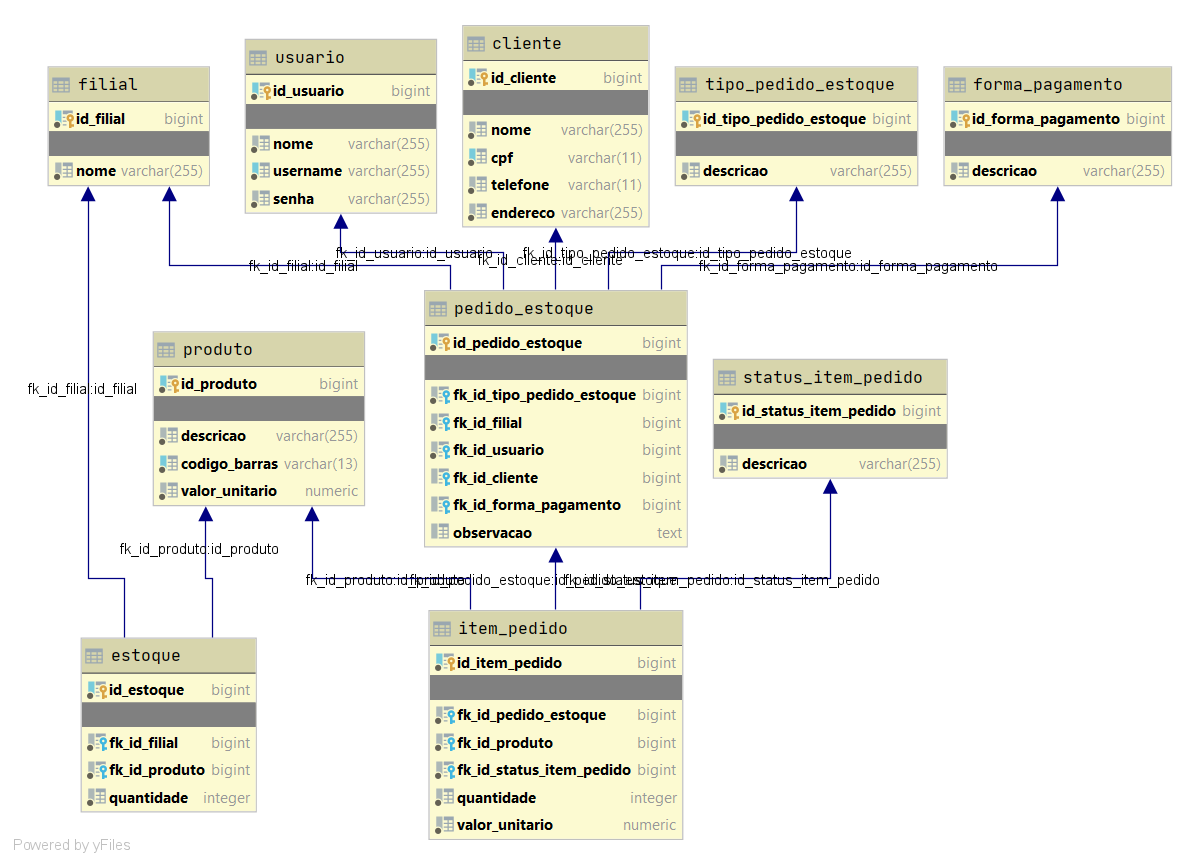 filial
id_filial bigint
nome varchar(255)
usuario
id_usuario bigint
nome varchar(255)
username varchar(255)
senha varchar(255)
cliente
id_cliente bigint
nome varchar(255)
cpf varchar(11)
telefone varchar(11)
endereco varchar(255)
tipo_pedido_estoque
id_tipo_pedido_estoque bigint
descricao varchar(255)
forma_pagamento
id_forma_pagamento bigint
descricao varchar(255)
fk_id_usuario:id_usuario
fk_id_tipo_pedido_estoque:id_tipo_pedido_estoque
fk_id_cliente:id_cliente
fk_id_filial:id_filial
fk_id_forma_pagamento:id_forma_pagamento
pedido_estoque
id_pedido_estoque bigint
fk_id_tipo_pedido_estoque bigint
fk_id_filial bigint
fk_id_usuario bigint
fk_id_cliente bigint
fk_id_forma_pagamento bigint
observacao text
produto
id_produto bigint
descricao varchar(255)
codigo_barras varchar(13)
valor_unitario numeric
status_item_pedido
id_status_item_pedido bigint
descricao varchar(255)
fk_id_filial:id_filial
fk_id_produto:id_produto
fk_id_produto:id_produto
fk_id_pedido_estoque:id_pedido_estoque
fk_id_status_item_pedido:id_status_item_pedido
estoque
id_estoque bigint
fk_id_filial bigint
fk_id_produto bigint
quantidade integer
item_pedido
id_item_pedido bigint
fk_id_pedido_estoque bigint
fk_id_produto bigint
fk_id_status_item_pedido bigint
quantidade integer
valor_unitario numeric
Powered by yFiles